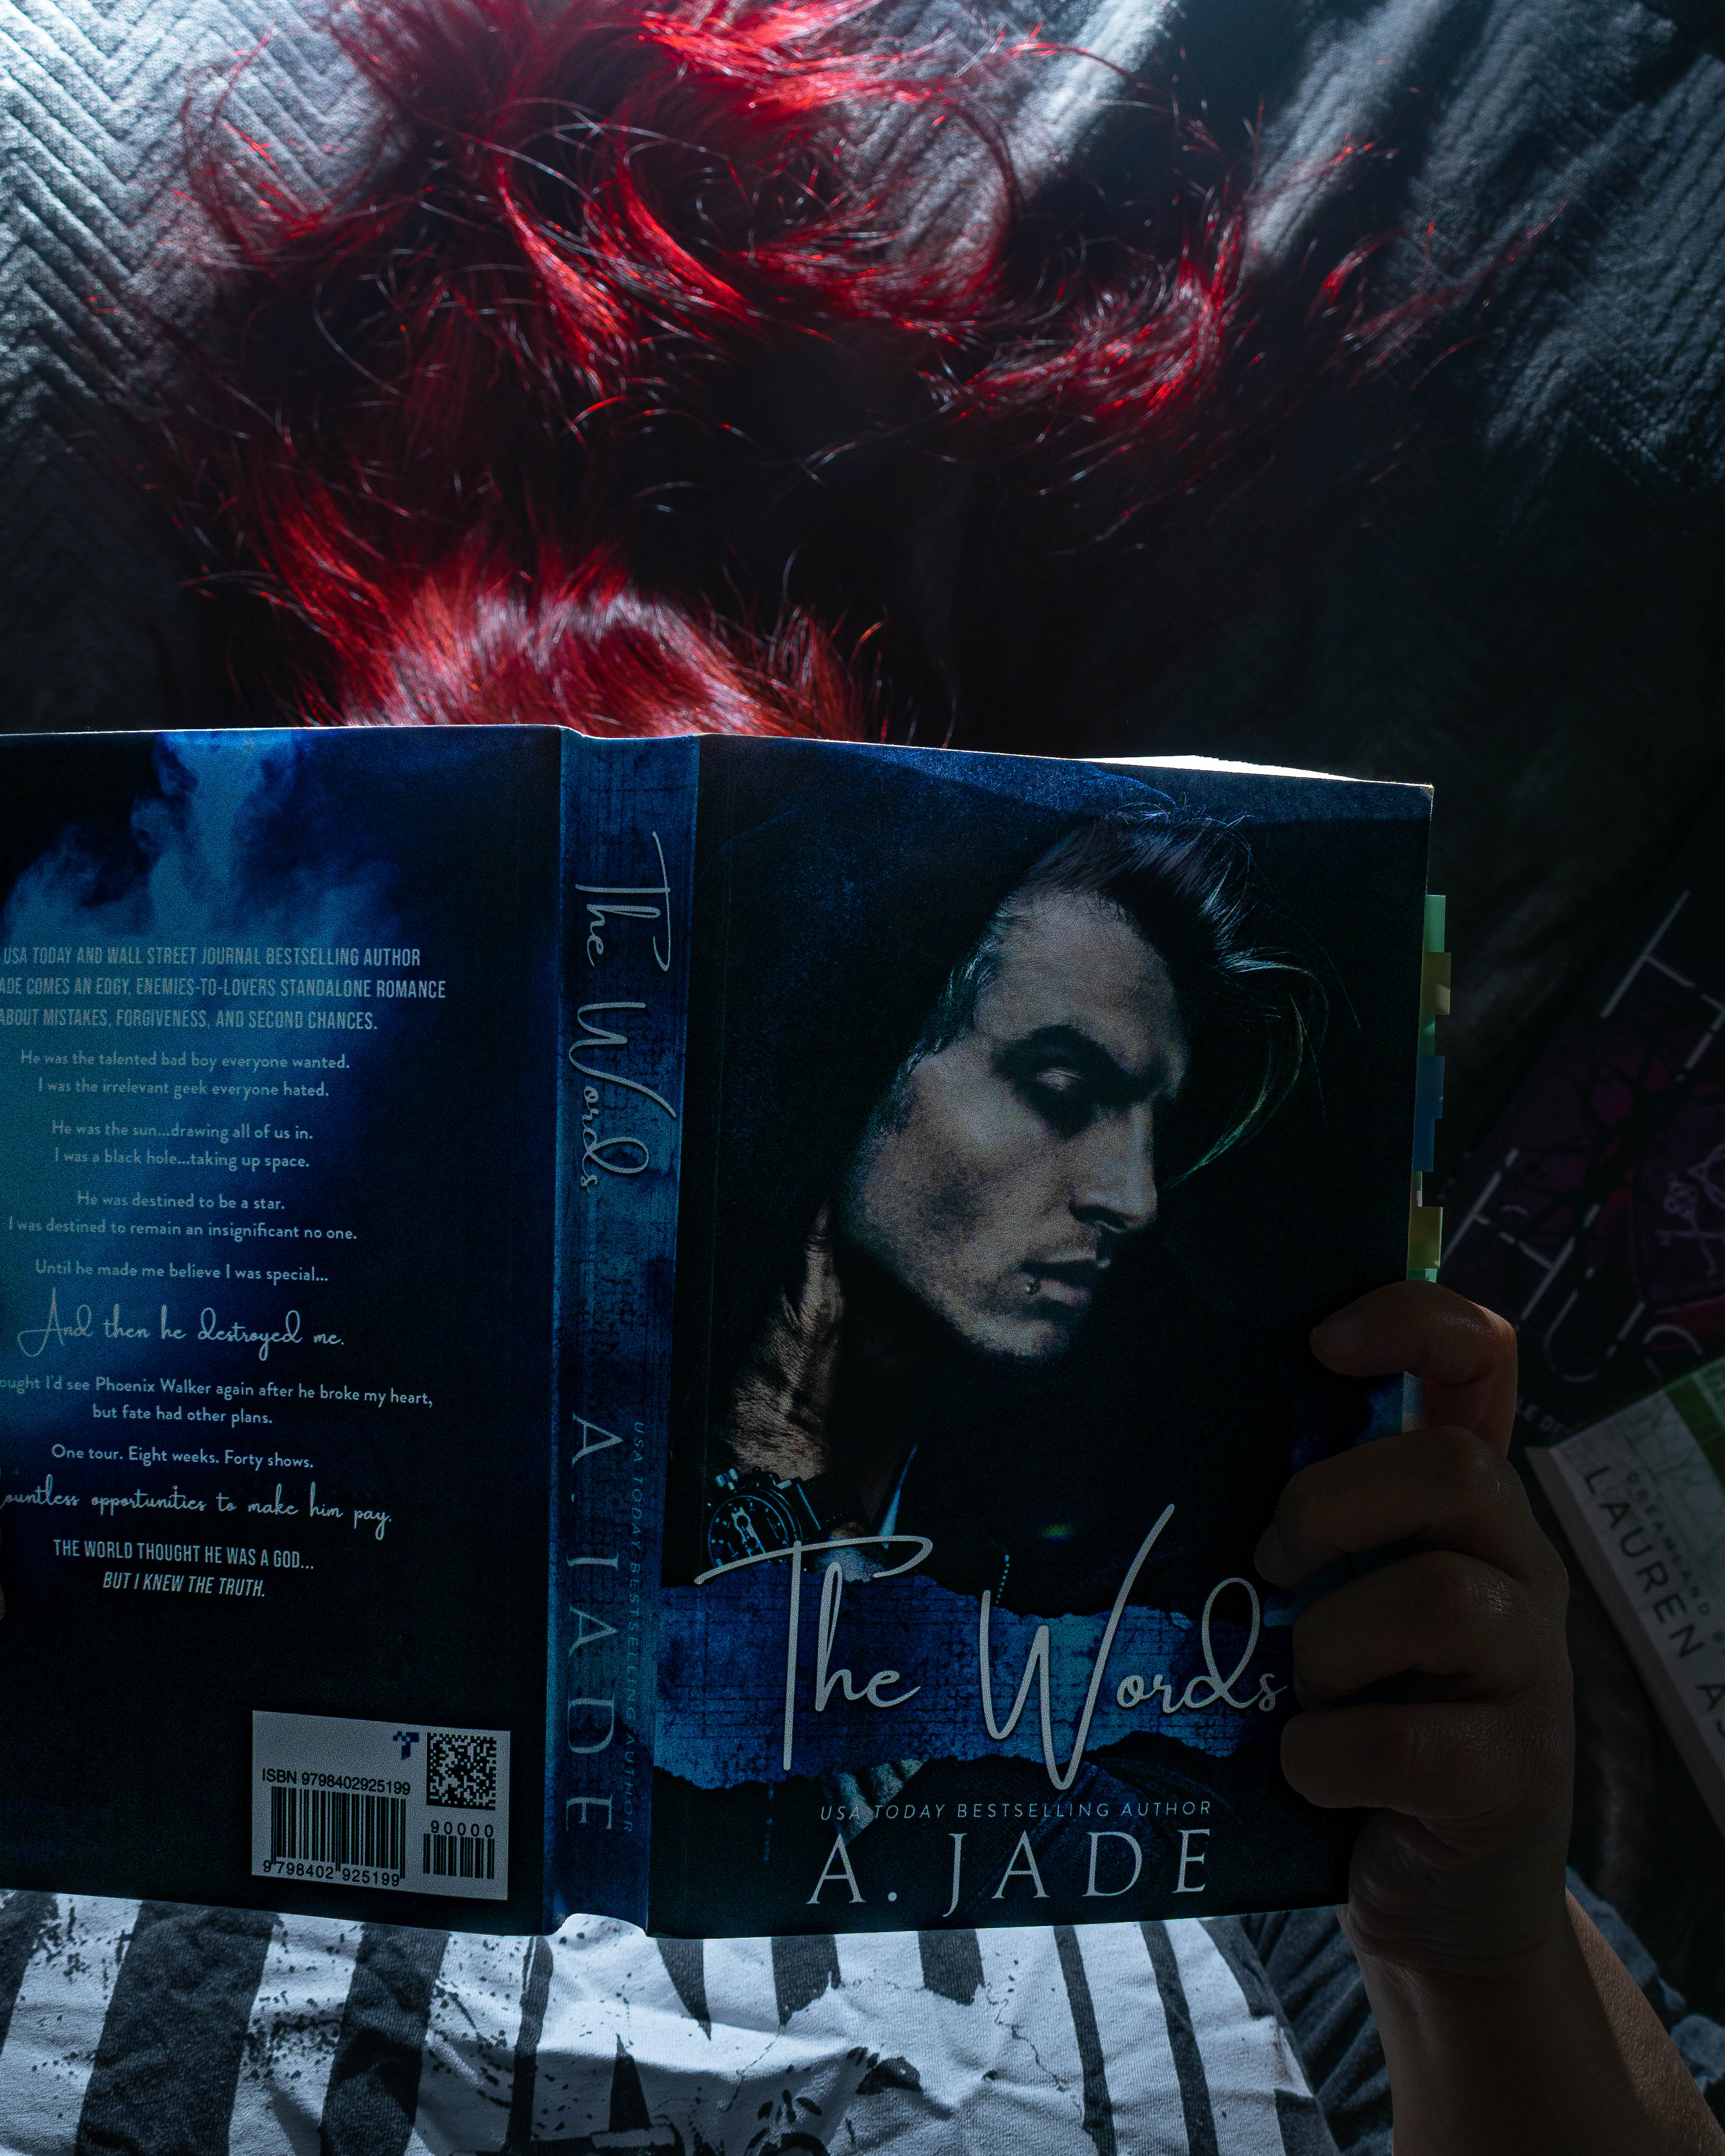 USA TODAY AND WALL STREET JOURNAL BESTSELLING AUTHOR
ADE COMES AN EDGY, ENEMIES-TO-LOVERS STANDALONE ROMANCE
ABOUT MISTAKES, FORGIVENESS, AND SECOND CHANCES.
He was the talented bad boy everyone wanted.
I was the irrelevant geek everyone hated.
He was the sun...drawing all of us in.
I was a black hole...taking up space.
He was destined to be a star.
I was destined to remain an insignificant no one.
Until he made me believe I was special...
And then he destroyed me.
ought I'd see Phoenix Walker again after he broke my heart,
but fate had other plans.
One tour. Eight weeks. Forty shows.
ountless opportunities to make him pay.
THE WORLD THOUGHT HE WAS A GOD...
BUT I KNEW THE TRUTH.
ISBN 9798402925199
90000
9 798402 925199
The Words
A. JADE
USA TODAY BESTSELLING AUTHOR
The Words
USA TODAY BESTSELLING AUTHOR
A. JADE
LAUREN